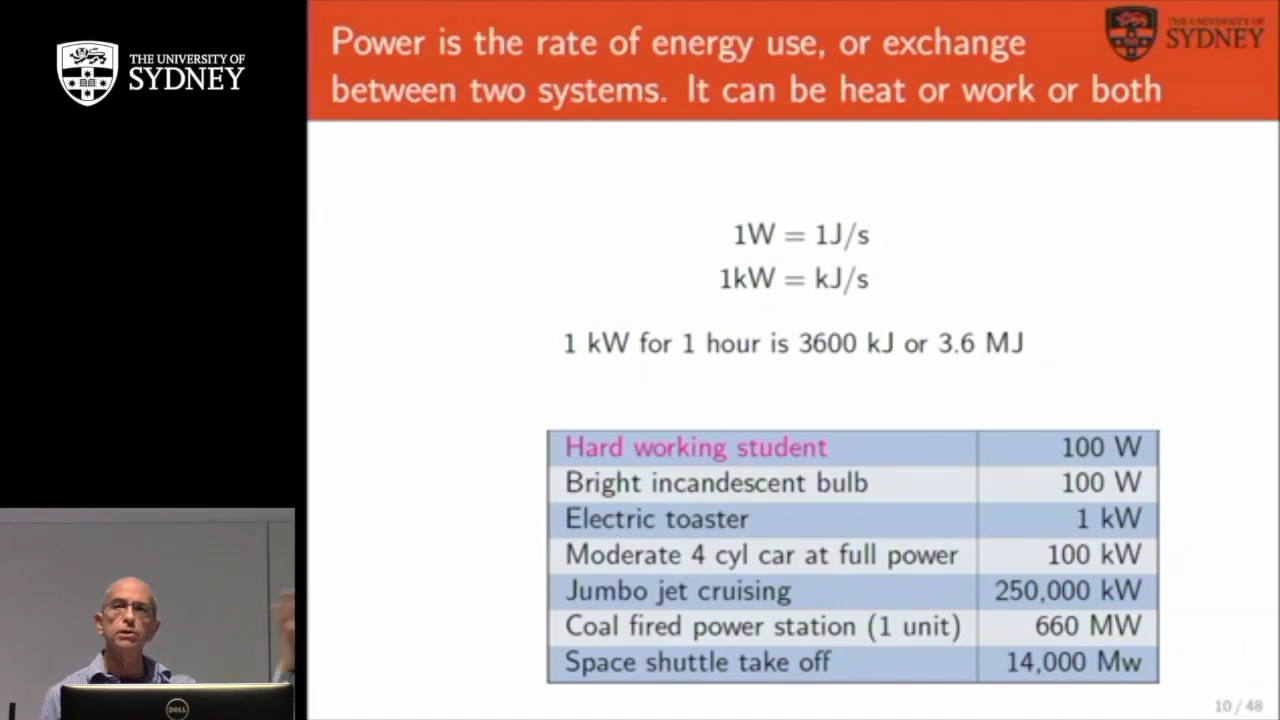 THE UNIVERSITY OF
SYDNEY
Power is the rate of energy use, or exchange
between two systems. It can be heat or work or both
THE UNIVERSITY OF
SYDNEY
1W = 1J/s
1kW = kJ/s
1 kW for 1 hour is 3600 kJ or 3.6 MJ
Hard working student 100 W
Bright incandescent bulb 100 W
Electric toaster 1 kW
Moderate 4 cyl car at full power 100 kW
Jumbo jet cruising 250,000 kW
Coal fired power station (1 unit) 660 MW
Space shuttle take off 14,000 Mw
DELL
10 / 48